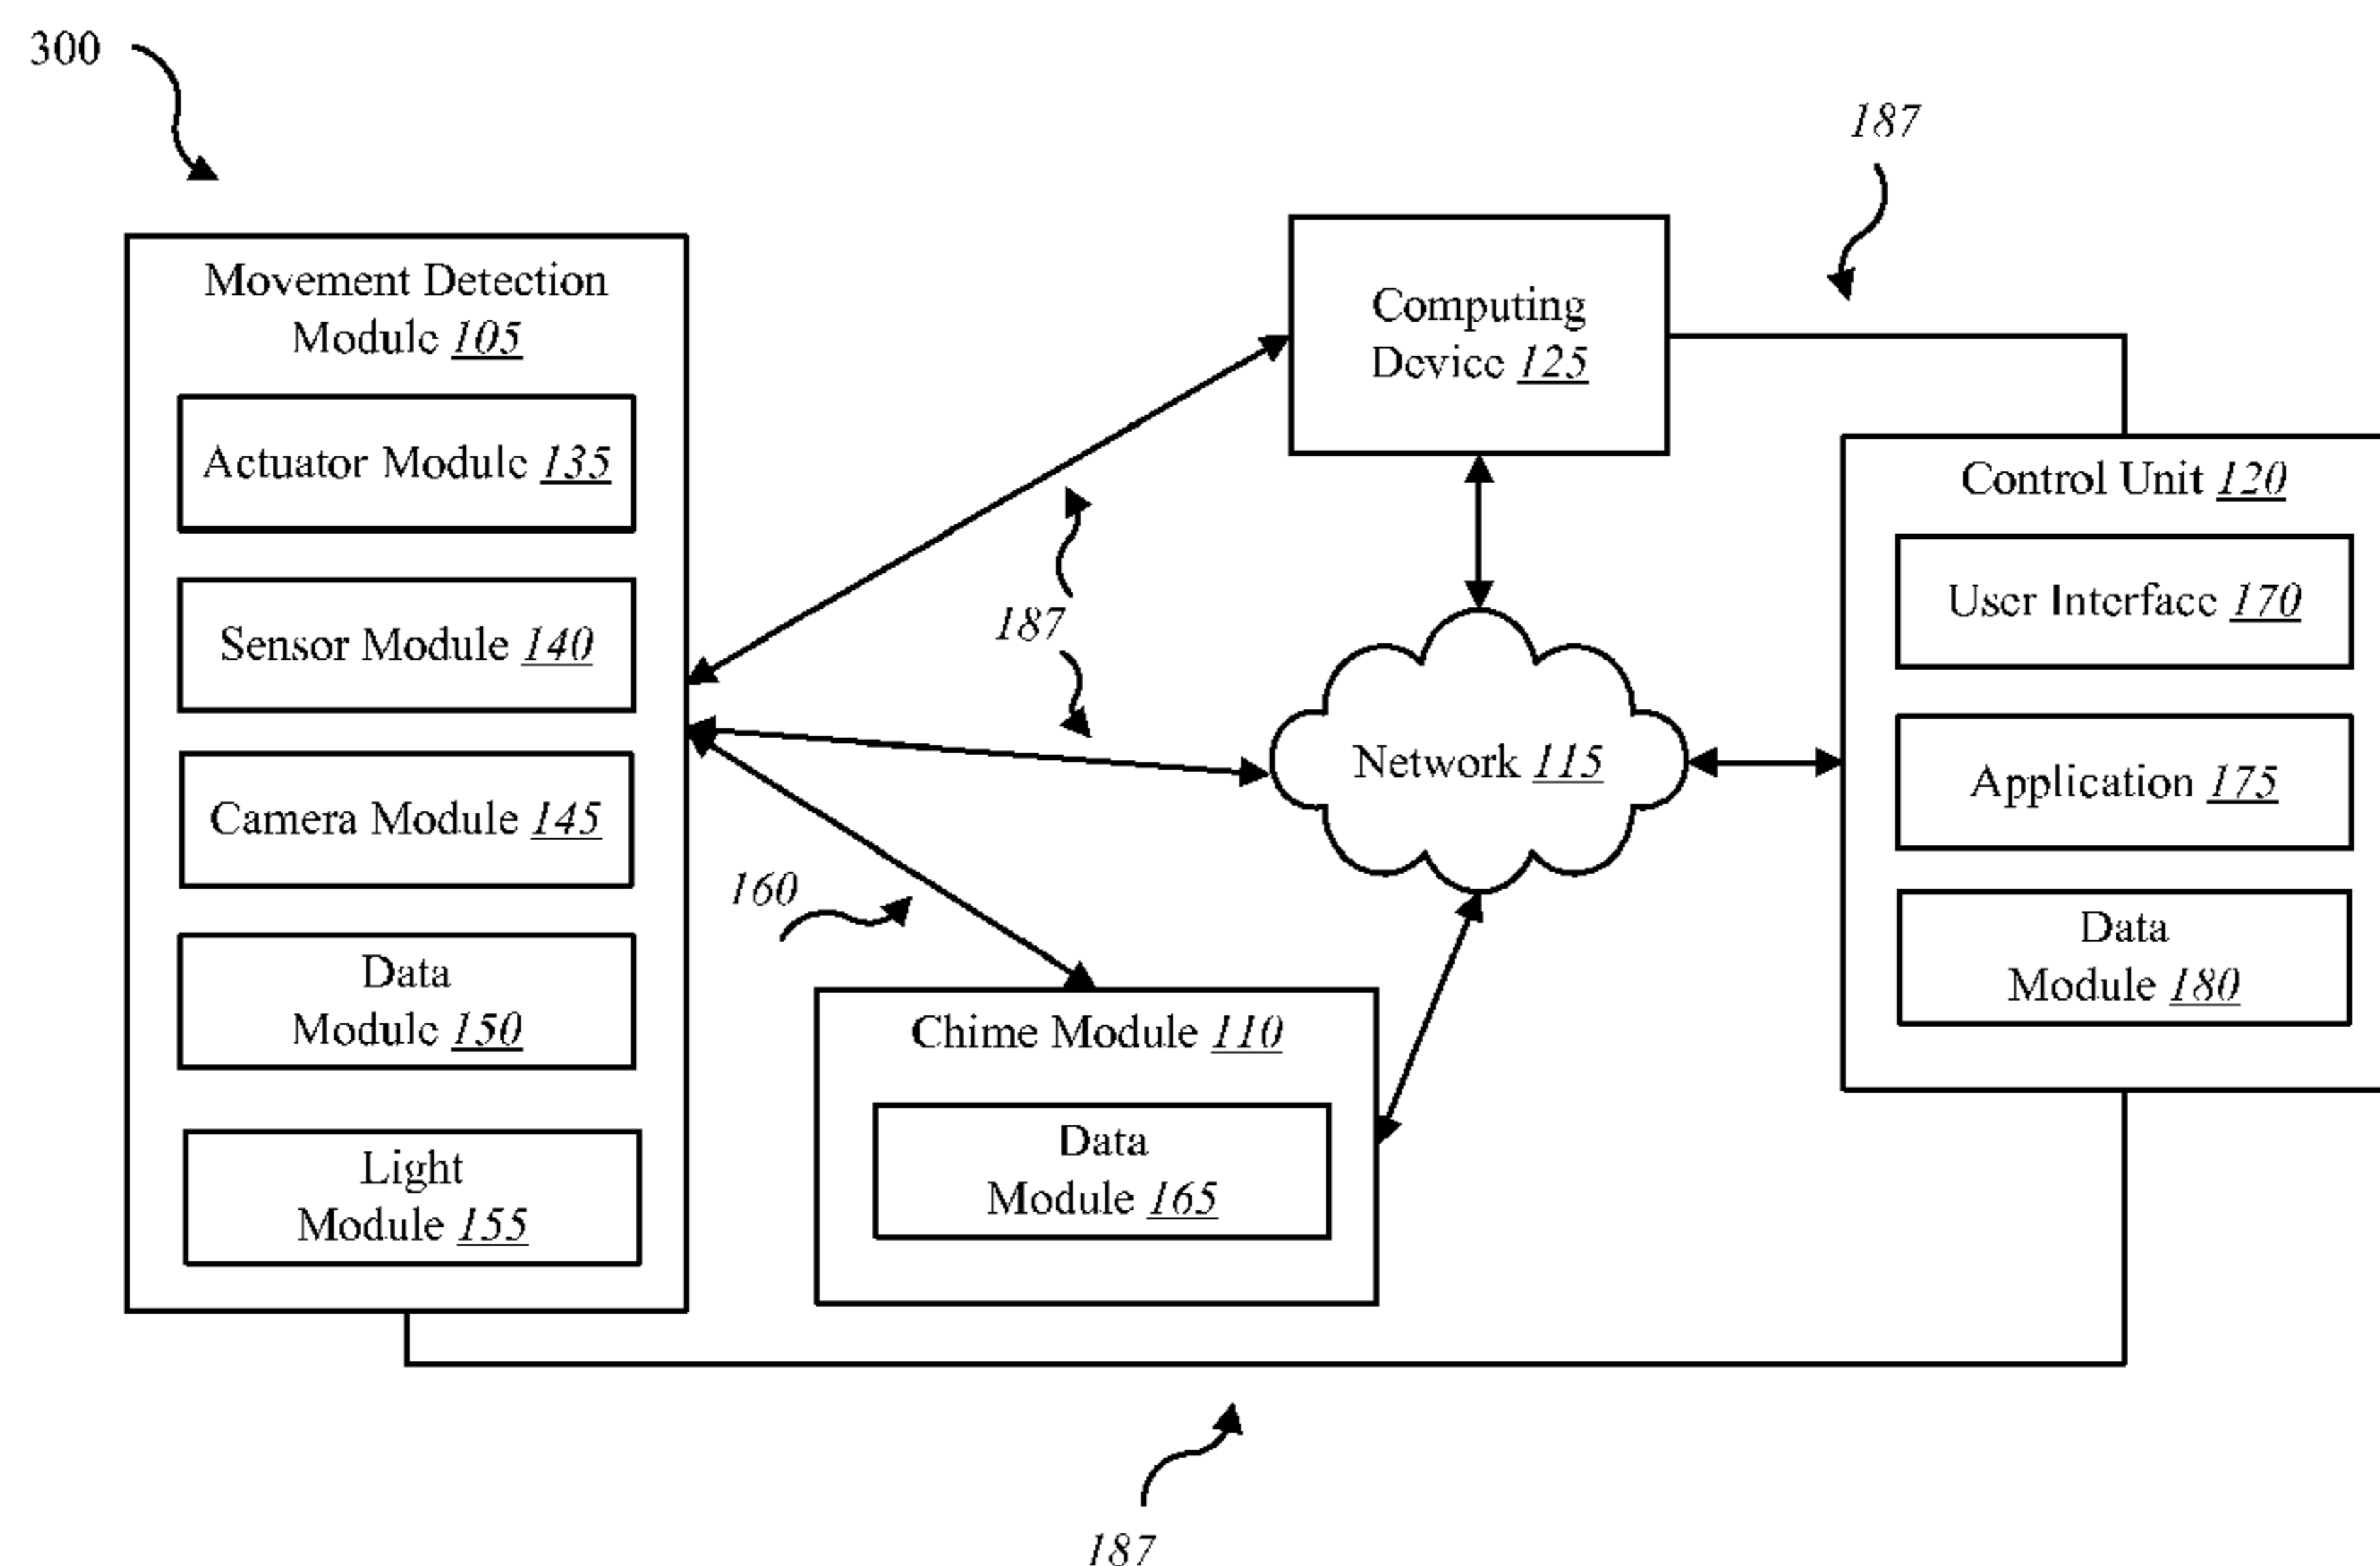 300
187
Movement Detection
Module 105
Actuator Module 135
Sensor Module 140
Camera Module 145
Data
Module 150
Light
Module 155
Computing
Device 125
187
Network 115
160
Chime Module 110
Data
Module 165
Control Unit 120
User Interface 170
Application 175
Data
Module 180
187